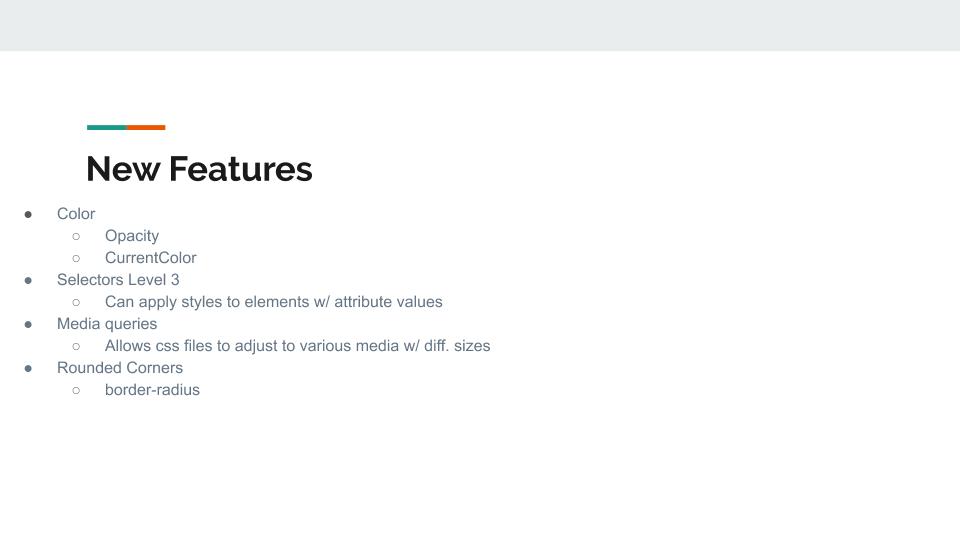 New Features
● Color
○ Opacity
○ CurrentColor
● Selectors Level 3
○ Can apply styles to elements w/ attribute values
● Media queries
○ Allows css files to adjust to various media w/ diff. sizes
● Rounded Corners
○ border-radius